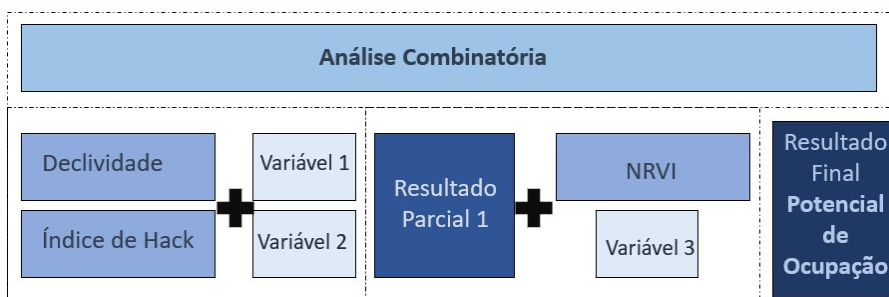 Análise Combinatória
Declividade
Variável 1
Índice de Hack
Variável 2
Resultado
Parcial 1
NRVI
Variável 3
Resultado
Final
Potencial
de
Ocupação